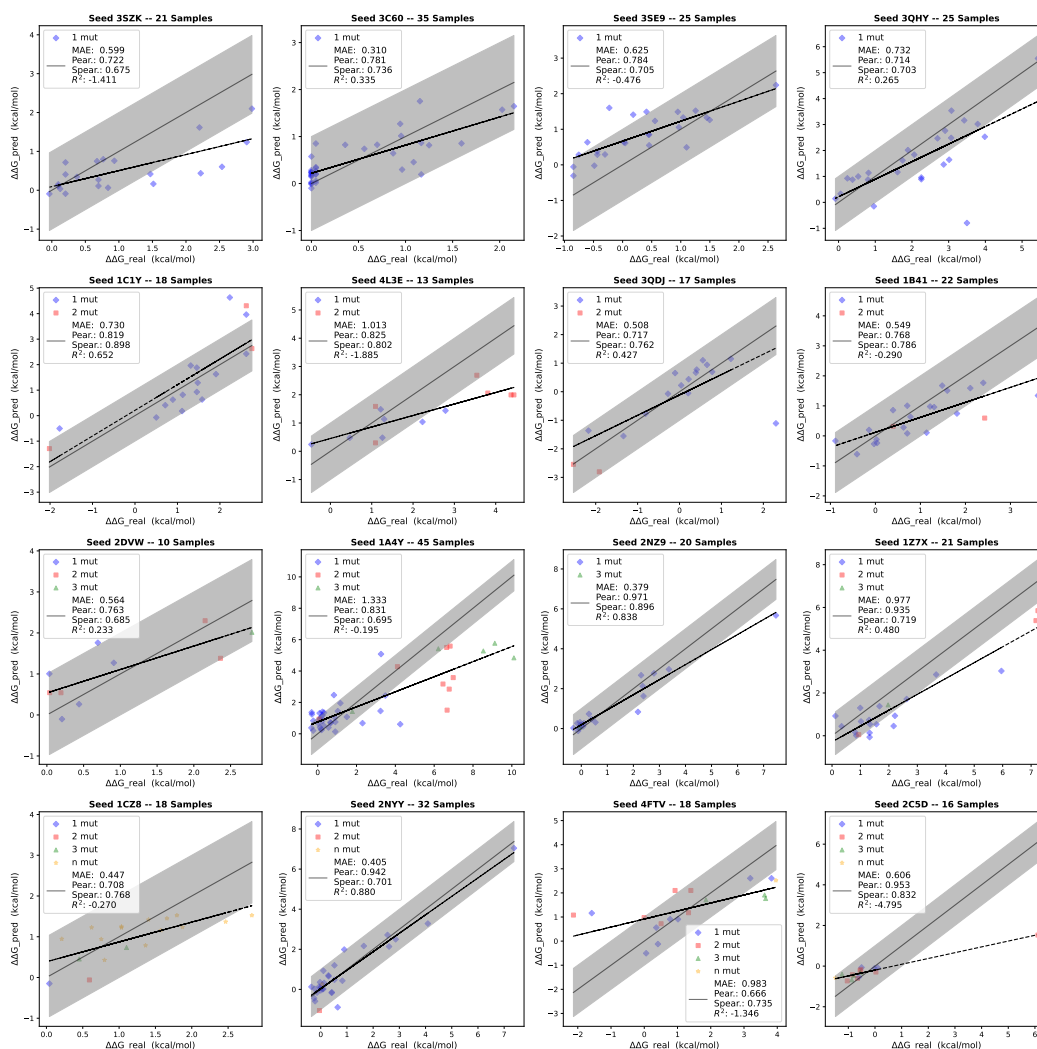 Seed 3SZK -- 21 Samples
1 mut
MAE: 0.599
Pear.: 0.722
Spear.: 0.675
R²: -1.411
ΔΔG_pred (kcal/mol)
ΔΔG_real (kcal/mol)
Seed 3C60 -- 35 Samples
1 mut
MAE: 0.310
Pear.: 0.781
Spear.: 0.736
R²: 0.335
ΔΔG_pred (kcal/mol)
ΔΔG_real (kcal/mol)
Seed 3SE9 -- 25 Samples
1 mut
MAE: 0.625
Pear.: 0.784
Spear.: 0.705
R²: -0.476
ΔΔG_pred (kcal/mol)
ΔΔG_real (kcal/mol)
Seed 3QHY -- 25 Samples
1 mut
MAE: 0.732
Pear.: 0.714
Spear.: 0.703
R²: 0.265
ΔΔG_pred (kcal/mol)
ΔΔG_real (kcal/mol)
Seed 1C1Y -- 18 Samples
1 mut
2 mut
MAE: 0.730
Pear.: 0.819
Spear.: 0.898
R²: 0.652
ΔΔG_pred (kcal/mol)
ΔΔG_real (kcal/mol)
Seed 4L3E -- 13 Samples
1 mut
2 mut
MAE: 1.013
Pear.: 0.825
Spear.: 0.802
R²: -1.885
ΔΔG_pred (kcal/mol)
ΔΔG_real (kcal/mol)
Seed 3QDJ -- 17 Samples
1 mut
2 mut
MAE: 0.508
Pear.: 0.717
Spear.: 0.762
R²: 0.427
ΔΔG_pred (kcal/mol)
ΔΔG_real (kcal/mol)
Seed 1B41 -- 22 Samples
1 mut
2 mut
MAE: 0.549
Pear.: 0.768
Spear.: 0.786
R²: -0.290
ΔΔG_pred (kcal/mol)
ΔΔG_real (kcal/mol)
Seed 2DVW -- 10 Samples
1 mut
2 mut
3 mut
MAE: 0.564
Pear.: 0.763
Spear.: 0.685
R²: 0.233
ΔΔG_pred (kcal/mol)
ΔΔG_real (kcal/mol)
Seed 1A4Y -- 45 Samples
1 mut
2 mut
3 mut
MAE: 1.333
Pear.: 0.831
Spear.: 0.695
R²: -0.195
ΔΔG_pred (kcal/mol)
ΔΔG_real (kcal/mol)
Seed 2NZ9 -- 20 Samples
1 mut
3 mut
MAE: 0.379
Pear.: 0.971
Spear.: 0.896
R²: 0.838
ΔΔG_pred (kcal/mol)
ΔΔG_real (kcal/mol)
Seed 1Z7X -- 21 Samples
1 mut
2 mut
3 mut
MAE: 0.977
Pear.: 0.935
Spear.: 0.719
R²: 0.480
ΔΔG_pred (kcal/mol)
ΔΔG_real (kcal/mol)
Seed 1CZ8 -- 18 Samples
1 mut
2 mut
3 mut
n mut
MAE: 0.447
Pear.: 0.708
Spear.: 0.768
R²: -0.270
ΔΔG_pred (kcal/mol)
ΔΔG_real (kcal/mol)
Seed 2NYY -- 32 Samples
1 mut
2 mut
n mut
MAE: 0.405
Pear.: 0.942
Spear.: 0.701
R²: 0.880
ΔΔG_pred (kcal/mol)
ΔΔG_real (kcal/mol)
Seed 4FTV -- 18 Samples
1 mut
2 mut
3 mut
n mut
MAE: 0.983
Pear.: 0.666
Spear.: 0.735
R²: -1.346
ΔΔG_pred (kcal/mol)
ΔΔG_real (kcal/mol)
Seed 2C5D -- 16 Samples
1 mut
2 mut
3 mut
n mut
MAE: 0.606
Pear.: 0.953
Spear.: 0.832
R²: -4.795
ΔΔG_pred (kcal/mol)
ΔΔG_real (kcal/mol)